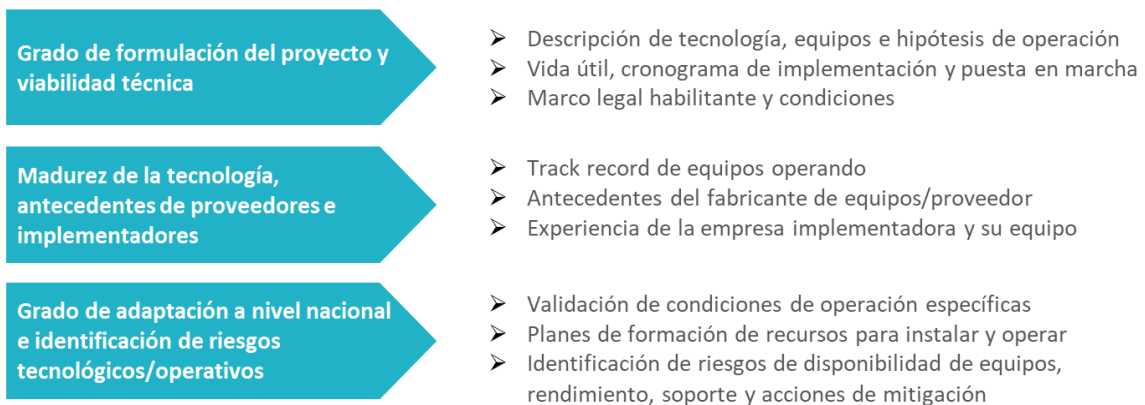 Grado de formulación del proyecto y
viabilidad técnica
➢ Descripción de tecnología, equipos e hipótesis de operación
➢ Vida útil, cronograma de implementación y puesta en marcha
➢ Marco legal habilitante y condiciones
Madurez de la tecnología,
antecedentes de proveedores e
implementadores
➢ Track record de equipos operando
➢ Antecedentes del fabricante de equipos/proveedor
➢ Experiencia de la empresa implementadora y su equipo
Grado de adaptación a nivel nacional
e identificación de riesgos
tecnológicos/operativos
➢ Validación de condiciones de operación específicas
➢ Planes de formación de recursos para instalar y operar
➢ Identificación de riesgos de disponibilidad de equipos,
rendimiento, soporte y acciones de mitigación